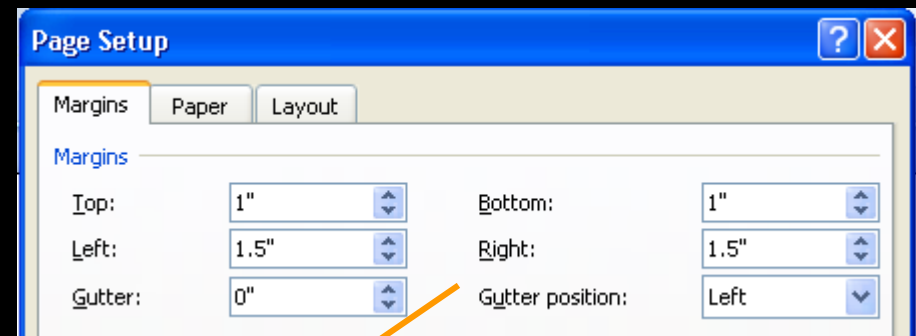 Page Setup
Margins Paper Layout
Margins
Top: 1" Bottom: 1"
Left: 1.5" Right: 1.5"
Gutter: 0" Gutter position: Left